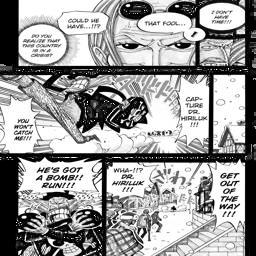 I DON'T
HAVE
TIME!!!
THAT FOOL...
COULD HE
HAVE...!!?
DO YOU
REALIZE THAT
THIS COUNTRY
IS IN A
CRISIS?
CAP-
TURE
DR.
HIRILUK
!!!
YOU
WON'T
CATCH
ME!!!
GET
OUT OF
THE
WAY !!!
WHA-!!?
DR.
HIRILUK
!!!
HE'S GOT
A BOMB!!
RUN!!!